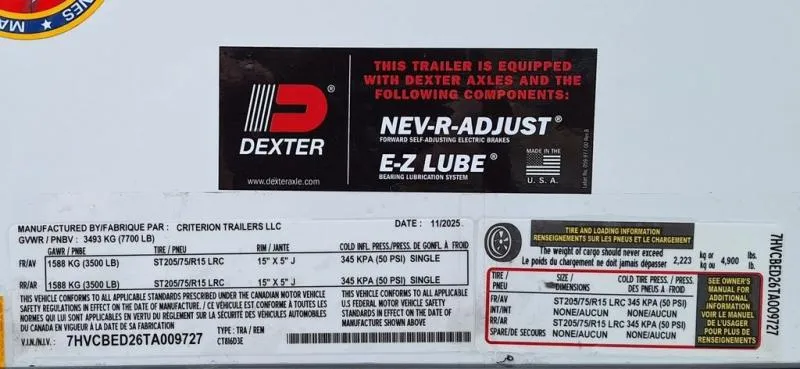 MA
NES
DEXTER ®
www.dexteraxle.com
THIS TRAILER IS EQUIPPED
WITH DEXTER AXLES AND THE
FOLLOWING COMPONENTS:
NEV-R-ADJUST®
FORWARD SELF-ADJUSTING ELECTRIC BRAKES
E-Z LUBE®
BEARING LUBRICATION SYSTEM
MADE IN THE
U.S.A.
MANUFACTURED BY/FABRIQUE PAR : CRITERION TRAILERS LLC DATE : 11/2025
GVWR / PNBV : 3493 KG (7700 LB)
GAWR / PNBE TIRE / PNEU RIM / JANTE COLD INFL. PRESS./PRESS. DE GONFL. À FROID
FR/AV 1588 KG (3500 LB) ST205/75/R15 LRC 15" X 5" J 345 KPA (50 PSI) SINGLE
RR/AR 1588 KG (3500 LB) ST205/75/R15 LRC 15" X 5" J 345 KPA (50 PSI) SINGLE
THIS VEHICLE CONFORMS TO ALL APPLICABLE STANDARDS PRESCRIBED UNDER THE CANADIAN MOTOR VEHICLE
SAFETY REGULATIONS IN EFFECT ON THE DATE OF MANUFACTURE. / CE VÉHICULE EST CONFORME À TOUTES LES
NORMES QUI LUI SONT APPLICABLES EN VERTU DU RÈGLEMENT SUR LA SÉCURITÉ DES VÉHICULES AUTOMOBILES
DU CANADA EN VIGUEUR À LA DATE DE SA FABRICATION
THIS VEHICLE CONFORMS TO ALL APPLICABLE
U.S FEDERAL MOTOR VEHICLE SAFETY
STANDARDS IN EFFECT ON THE DATE OF
MANUFACTURE SHOWN ABOVE
V.I.N./N.I.V. : 7HVCBED26TA009727 TYPE : TRA / REM
CT816D3E
TIRE AND LOADING INFORMATION
RENSEIGNEMENTS SUR LES PNEUS ET LE CHARGEMENT
The weight of cargo should never exceed
Le poids du chargement ne doit jamais dépasser 2,223 kg or kg ou 4,900 lbs. lb.
TIRE / PNEU SIZE / DIMENSIONS COLD TIRE PRESS. / PRESS. DES PNEUS À FROID
FR/AV ST205/75/R15 LRC 345 KPA (50 PSI)
INT/INT NONE/AUCUN NONE/AUCUN
RR/AR ST205/75/R15 LRC 345 KPA (50 PSI)
SPARE/DE SECOURS NONE/AUCUN NONE/AUCUN
SEE OWNER'S
MANUAL FOR
ADDITIONAL
INFORMATION
VOIR LE MANUEL
DE L'USAGER
POUR PLUS DE
RENSEIGNEMENTS
7HVCBED26TA009727